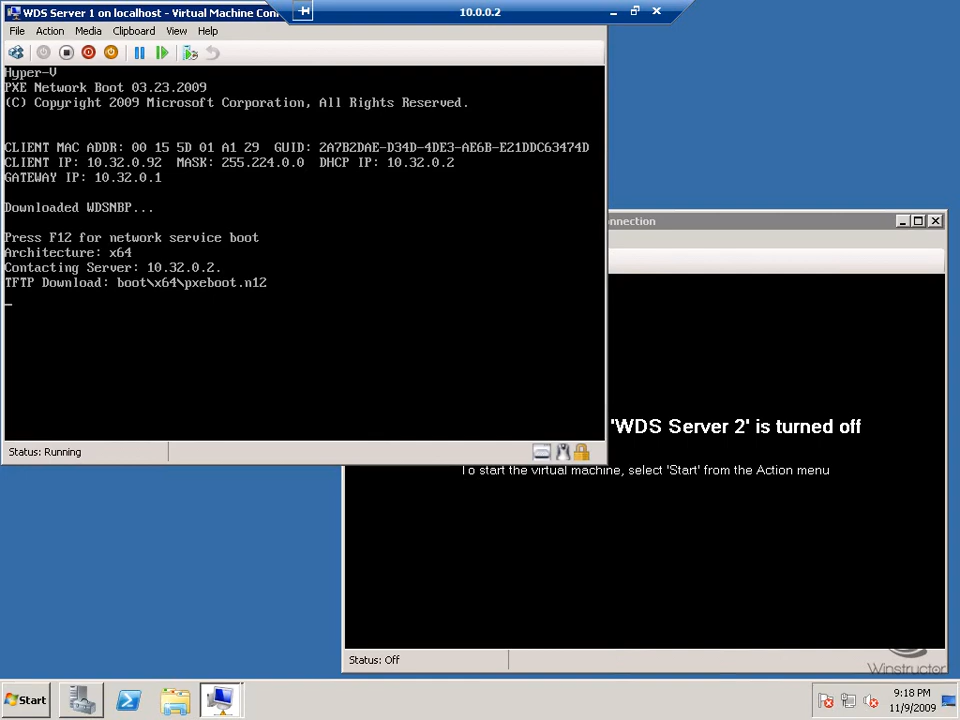 WDS Server 1 on localhost - Virtual Machine Con
10.0.0.2
File Action Media Clipboard View Help
Hyper-V
PXE Network Boot 03.23.2009
(C) Copyright 2009 Microsoft Corporation, All Rights Reserved.
CLIENT MAC ADDR: 00 15 5D 01 A1 29 GUID: 2A7B2DAE-D34D-4DE3-AE6B-E21DDC63474D
CLIENT IP: 10.32.0.92 MASK: 255.224.0.0 DHCP IP: 10.32.0.2
GATEWAY IP: 10.32.0.1
Downloaded WDSNBP...
Press F12 for network service boot
Architecture: x64
Contacting Server: 10.32.0.2.
TFTP Download: boot\x64\pxeboot.n12
Status: Running
nnection
'WDS Server 2' is turned off
To start the virtual machine, select 'Start' from the Action menu
Status: Off
Winstructor
Start
9:18 PM
11/9/2009